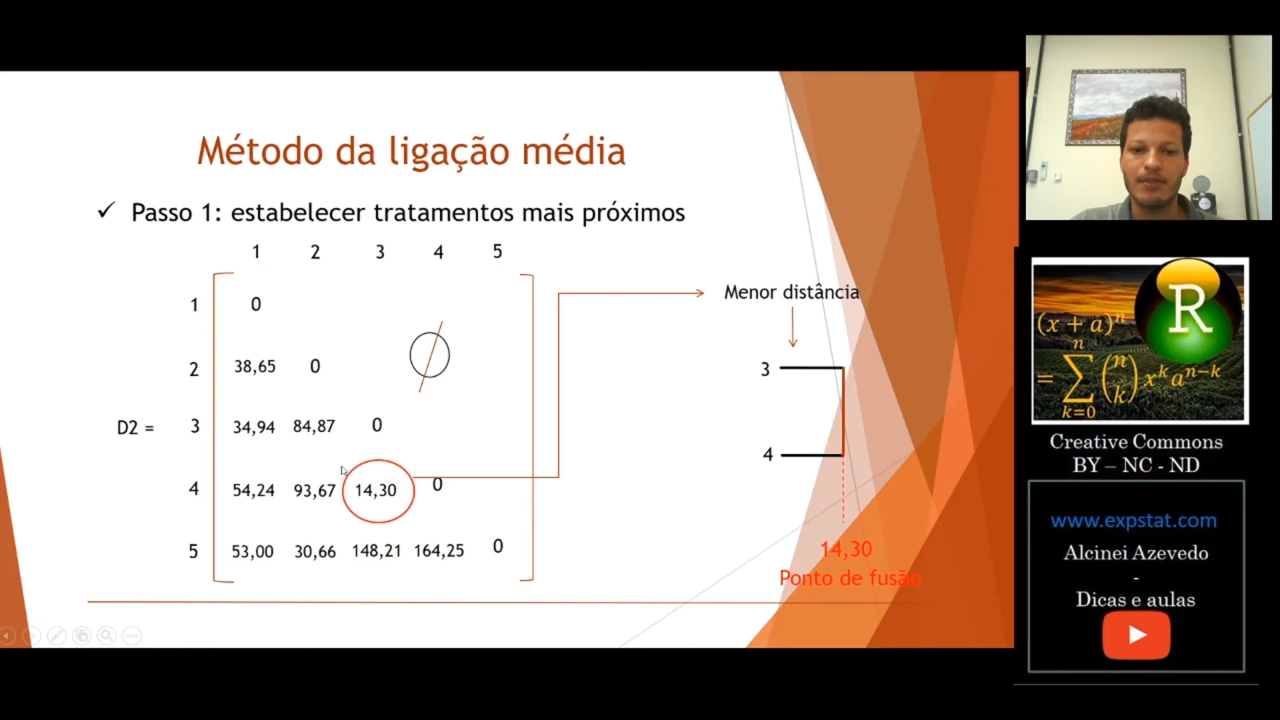 Método da ligação média
✓ Passo 1: estabelecer tratamentos mais próximos
1 2 3 4 5
1 0
2 38,65 0
D2 = 3 34,94 84,87 0
4 54,24 93,67 14,30 0
5 53,00 30,66 148,21 164,25 0
Menor distância
3
4
14,30
Ponto de fusão
R
(x + a)^n
= ∑ n k=0 (n k) x^k a^{n-k}
Creative Commons
BY – NC - ND
www.expstat.com
Alcinei Azevedo
-
Dicas e aulas